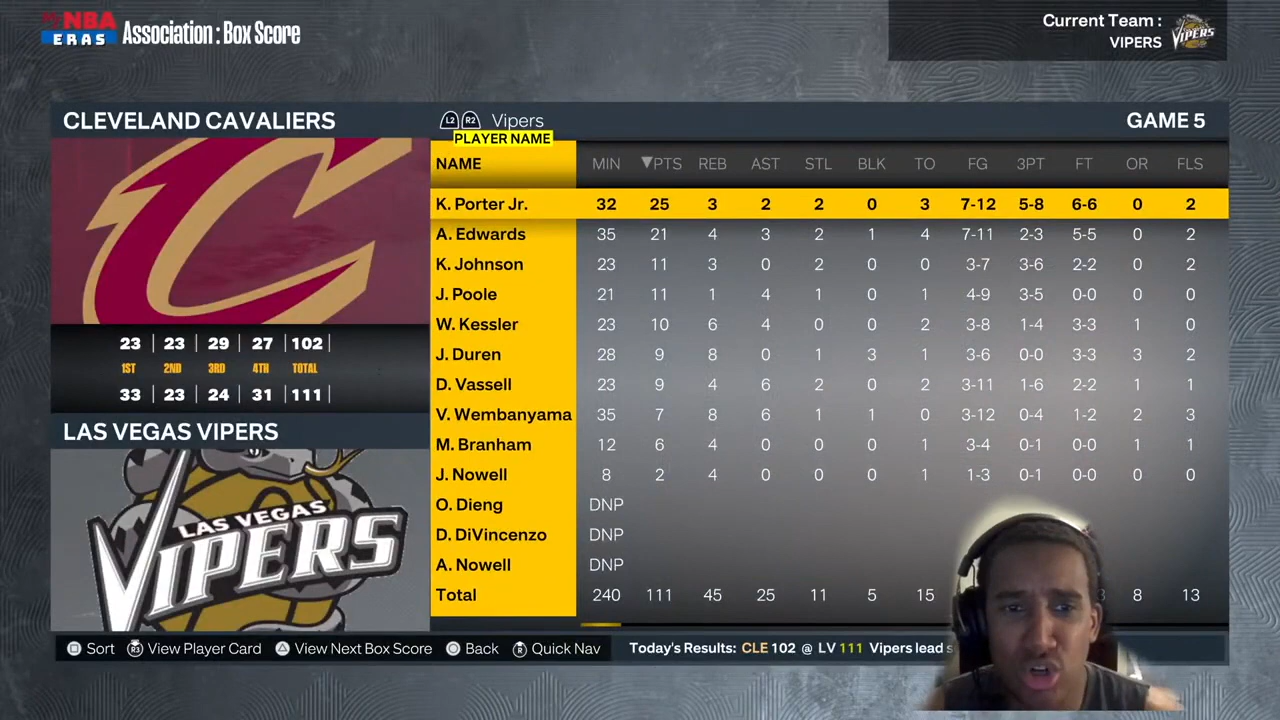 MyNBA ERAS Association : Box Score
Current Team :
VIPERS
VIPERS
CLEVELAND CAVALIERS
L2 R2 Vipers
GAME 5
PLAYER NAME
NAME MIN ▼PTS REB AST STL BLK TO FG 3PT FT OR FLS
K. Porter Jr. 32 25 3 2 2 0 3 7-12 5-8 6-6 0 2
A. Edwards 35 21 4 3 2 1 4 7-11 2-3 5-5 0 2
K. Johnson 23 11 3 0 2 0 0 3-7 3-6 2-2 0 2
J. Poole 21 11 1 4 1 0 1 4-9 3-5 0-0 0 0
W. Kessler 23 10 6 4 0 0 2 3-8 1-4 3-3 1 0
J. Duren 28 9 8 0 1 3 1 3-6 0-0 3-3 3 2
D. Vassell 23 9 4 6 2 0 2 3-11 1-6 2-2 1 1
V. Wembanyama 35 7 8 6 1 1 0 3-12 0-4 1-2 2 3
M. Branham 12 6 4 0 0 0 1 3-4 0-1 0-0 1 1
J. Nowell 8 2 4 0 0 0 1 1-3 0-1 0-0 0 0
O. Dieng DNP
D. DiVincenzo DNP
A. Nowell DNP
Total 240 111 45 25 11 5 15 8 13
23 23 29 27 102
1ST 2ND 3RD 4TH TOTAL
33 23 24 31 111
LAS VEGAS VIPERS
LAS VEGAS
VIPERS
Sort R3 View Player Card View Next Box Score Back R Quick Nav
Today's Results: CLE 102 @ LV 111 Vipers lead